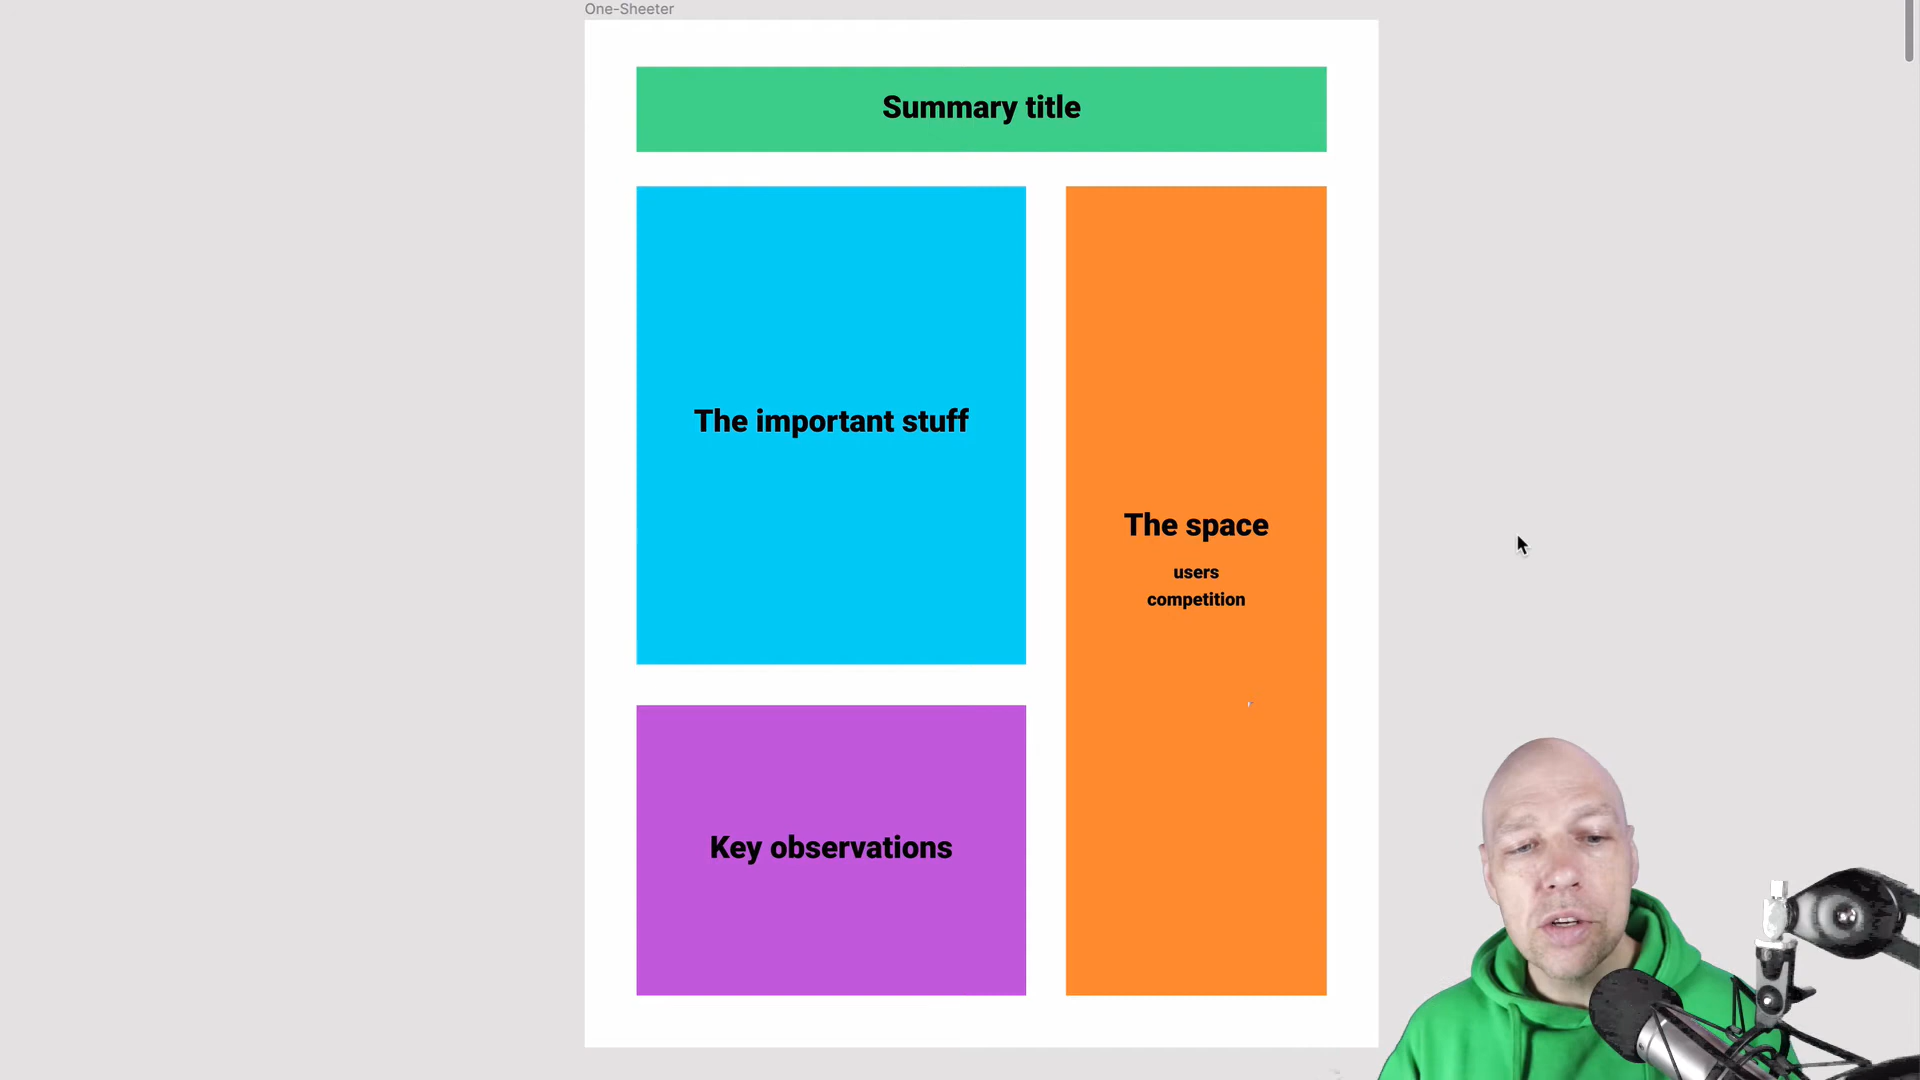 One-Sheeter
Summary title
The important stuff
The space
users
competition
Key observations